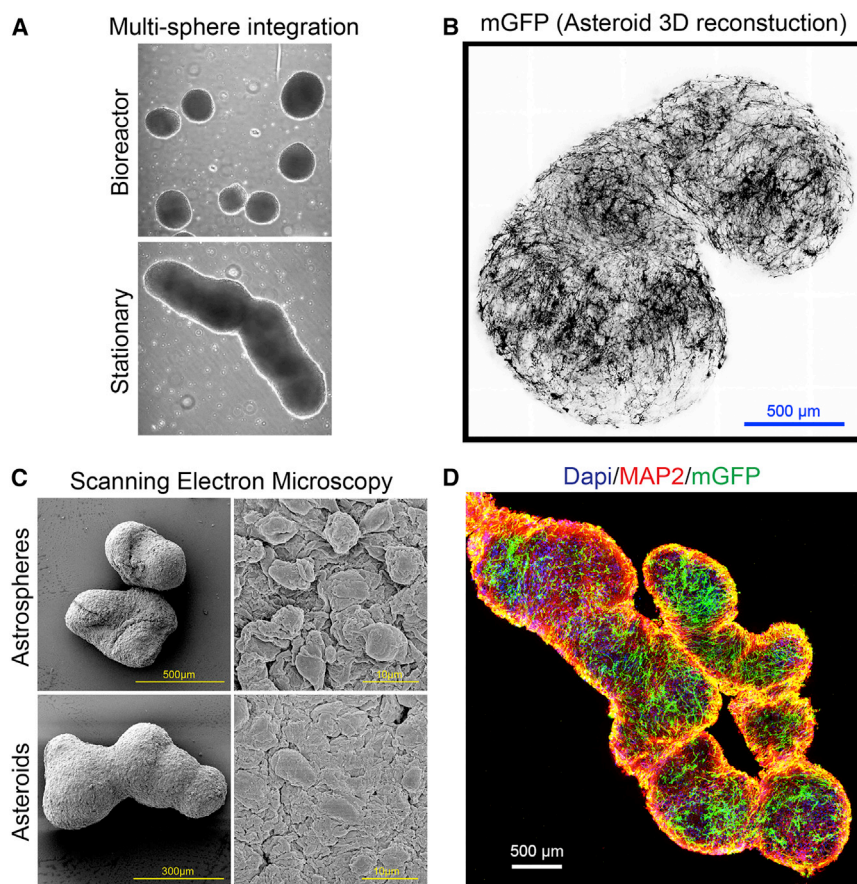 A
Multi-sphere integration
Bioreactor
Stationary
B
mGFP (Asteroid 3D reconstuction)
500 µm
C
Scanning Electron Microscopy
Astrospheres
500µm
10µm
Asteroids
300µm
10µm
D
Dapi/MAP2/mGFP
500 µm